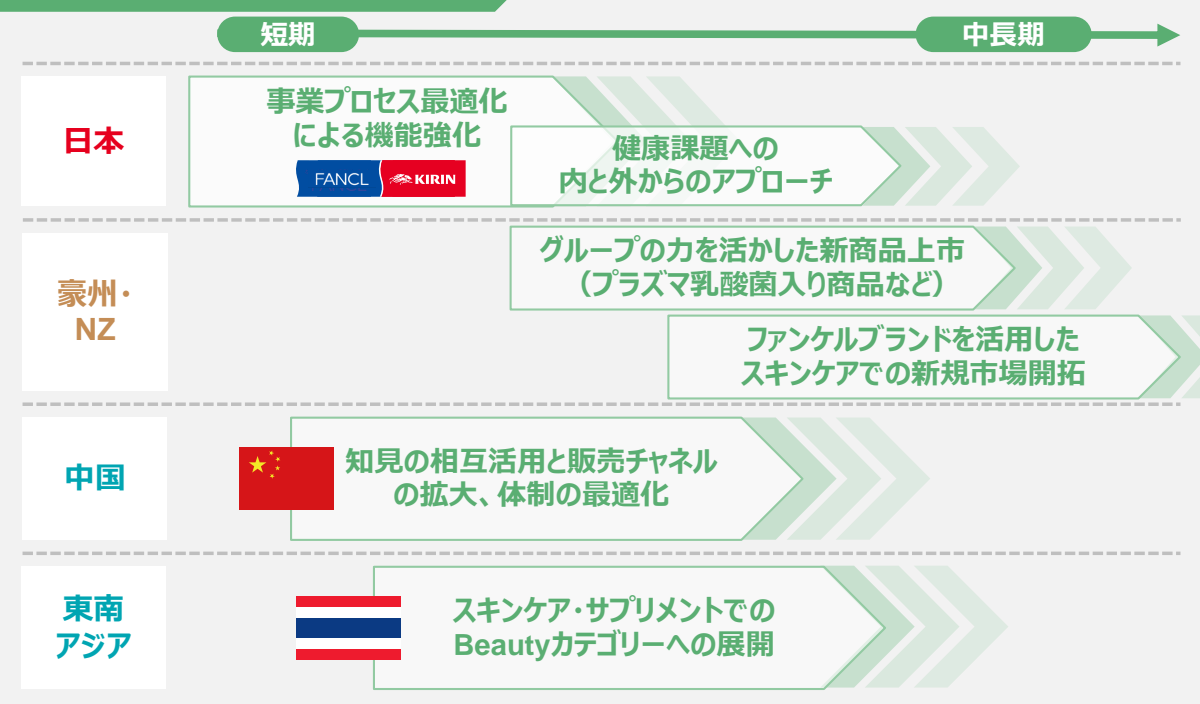 短期
中長期
日本
事業プロセス最適化
による機能強化
FANCL
KIRIN
健康課題への
内と外からのアプローチ
豪州・
NZ
グループの力を活かした新商品上市
（プラズマ乳酸菌入り商品など）
ファンケルブランドを活用した
スキンケアでの新規市場開拓
中国
知見の相互活用と販売チャネル
の拡大、体制の最適化
東南
アジア
スキンケア・サプリメントでの
Beautyカテゴリーへの展開